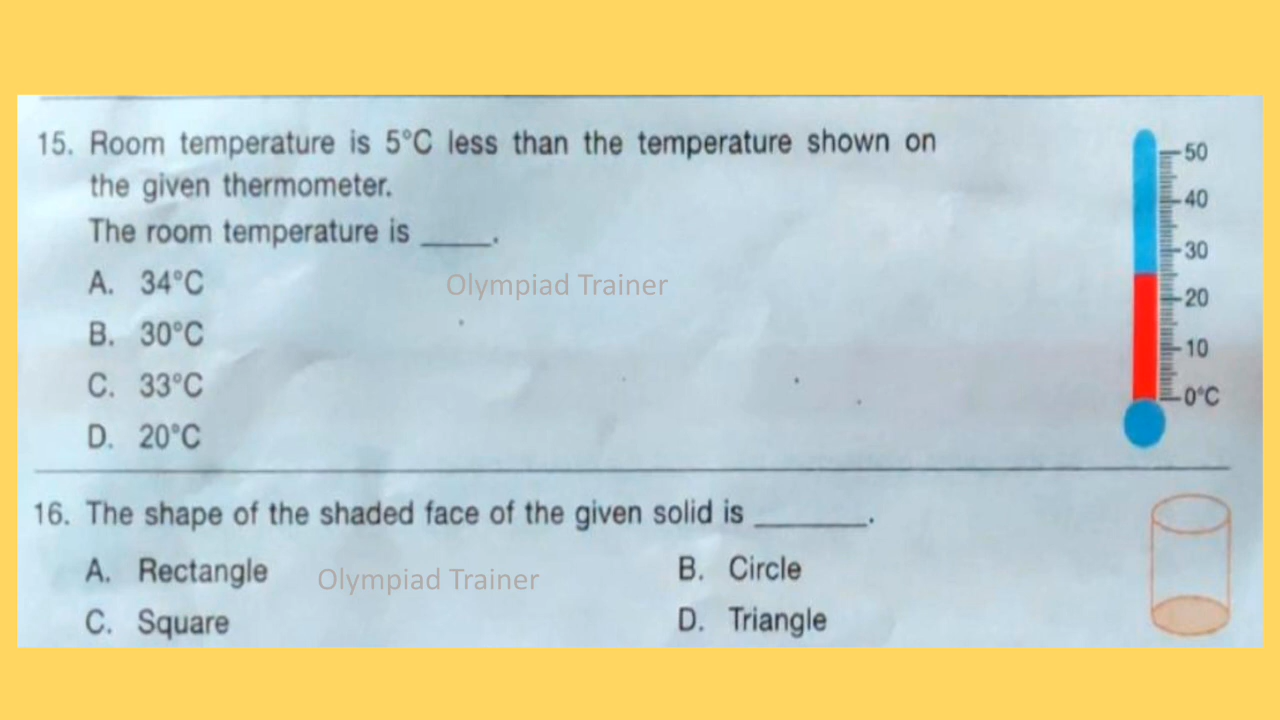 15. Room temperature is 5°C less than the temperature shown on
the given thermometer.
The room temperature is ____.
A. 34°C
Olympiad Trainer
B. 30°C
C. 33°C
D. 20°C
50
40
30
20
10
0°C
16. The shape of the shaded face of the given solid is _______.
A. Rectangle
Olympiad Trainer
B. Circle
C. Square
D. Triangle